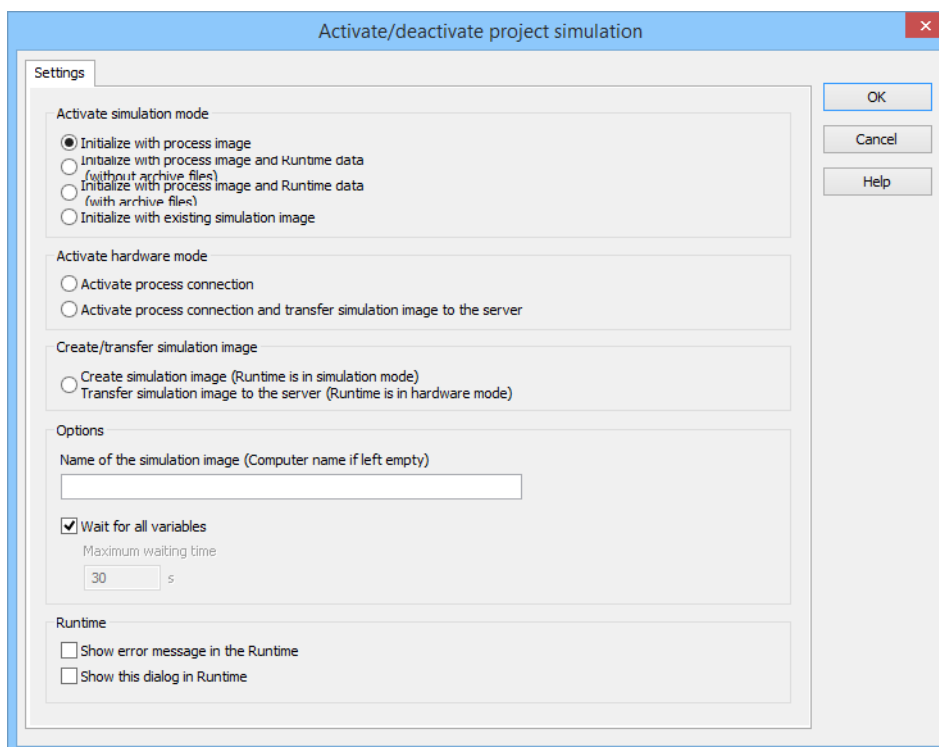 Activate/deactivate project simulation
Settings
OK
Cancel
Help
Activate simulation mode
Initialize with process image
Initialize with process image and Runtime data
(without archive files)
Initialize with process image and Runtime data
(with archive files)
Initialize with existing simulation image
Activate hardware mode
Activate process connection
Activate process connection and transfer simulation image to the server
Create/transfer simulation image
Create simulation image (Runtime is in simulation mode)
Transfer simulation image to the server (Runtime is in hardware mode)
Options
Name of the simulation image (Computer name if left empty)
Wait for all variables
Maximum waiting time
30 s
Runtime
Show error message in the Runtime
Show this dialog in Runtime